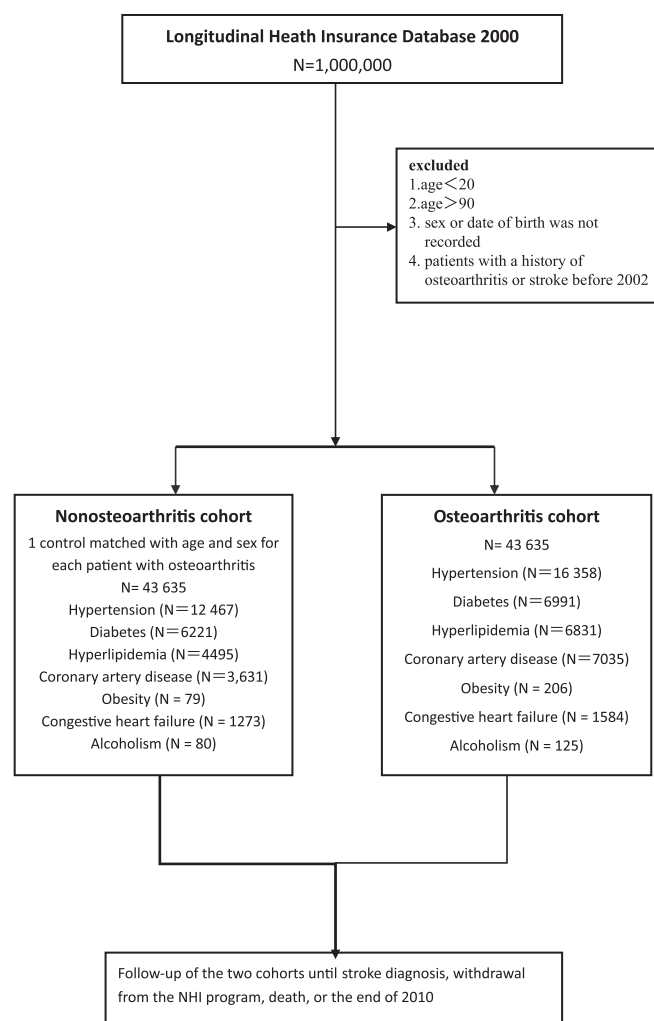 Longitudinal Heath Insurance Database 2000
N=1,000,000
excluded
1.age＜20
2.age＞90
3. sex or date of birth was not
recorded
4. patients with a history of
osteoarthritis or stroke before 2002
Nonosteoarthritis cohort
1 control matched with age and sex for
each patient with osteoarthritis
N= 43 635
Hypertension (N＝12 467)
Diabetes (N＝6221)
Hyperlipidemia (N＝4495)
Coronary artery disease (N＝3,631)
Obesity (N = 79)
Congestive heart failure (N = 1273)
Alcoholism (N = 80)
Osteoarthritis cohort
N= 43 635
Hypertension (N＝16 358)
Diabetes (N＝6991)
Hyperlipidemia (N＝6831)
Coronary artery disease (N＝7035)
Obesity (N = 206)
Congestive heart failure (N = 1584)
Alcoholism (N = 125)
Follow-up of the two cohorts until stroke diagnosis, withdrawal
from the NHI program, death, or the end of 2010